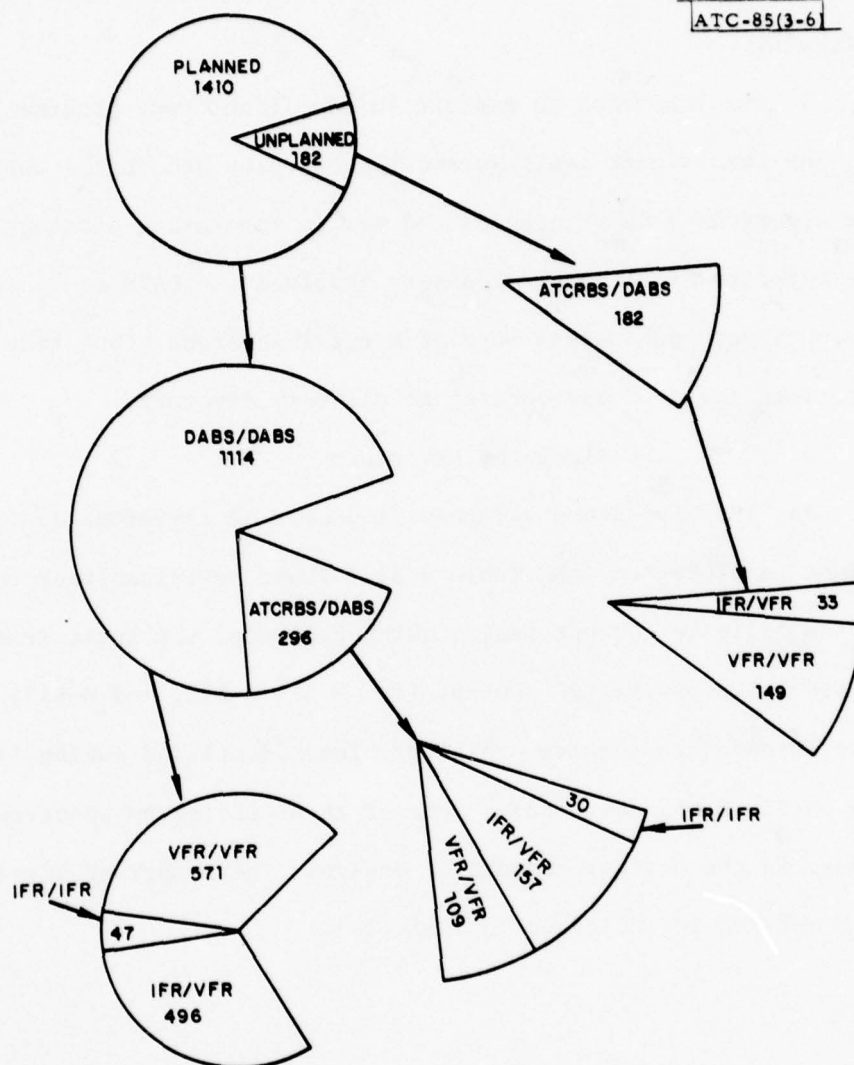 ATC-85(3-6)
PLANNED
1410
UNPLANNED
182
ATCRBS/DABS
182
DABS/DABS
1114
ATCRBS/DABS
296
IFR/VFR 33
VFR/VFR
149
30
IFR/IFR
IFR/VFR
157
VFR/VFR
109
VFR/VFR
571
IFR/IFR
47
IFR/VFR
496